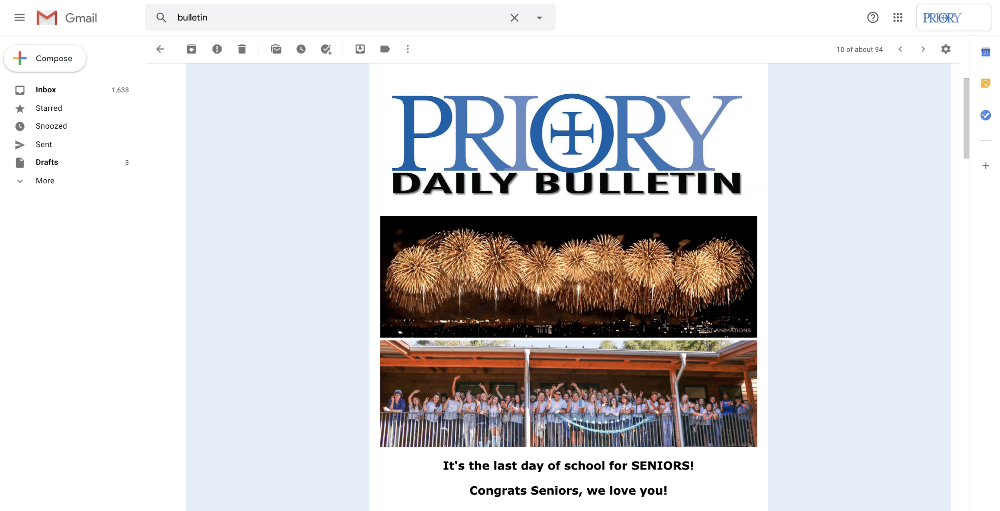 Gmail
bulletin
PRIORY
Compose
10 of about 94
31
Inbox 1,638
Starred
Snoozed
Sent
Drafts 3
More
PRIORY
DAILY BULLETIN
BEST ANIMATIONS
It's the last day of school for SENIORS!
Congrats Seniors, we love you!